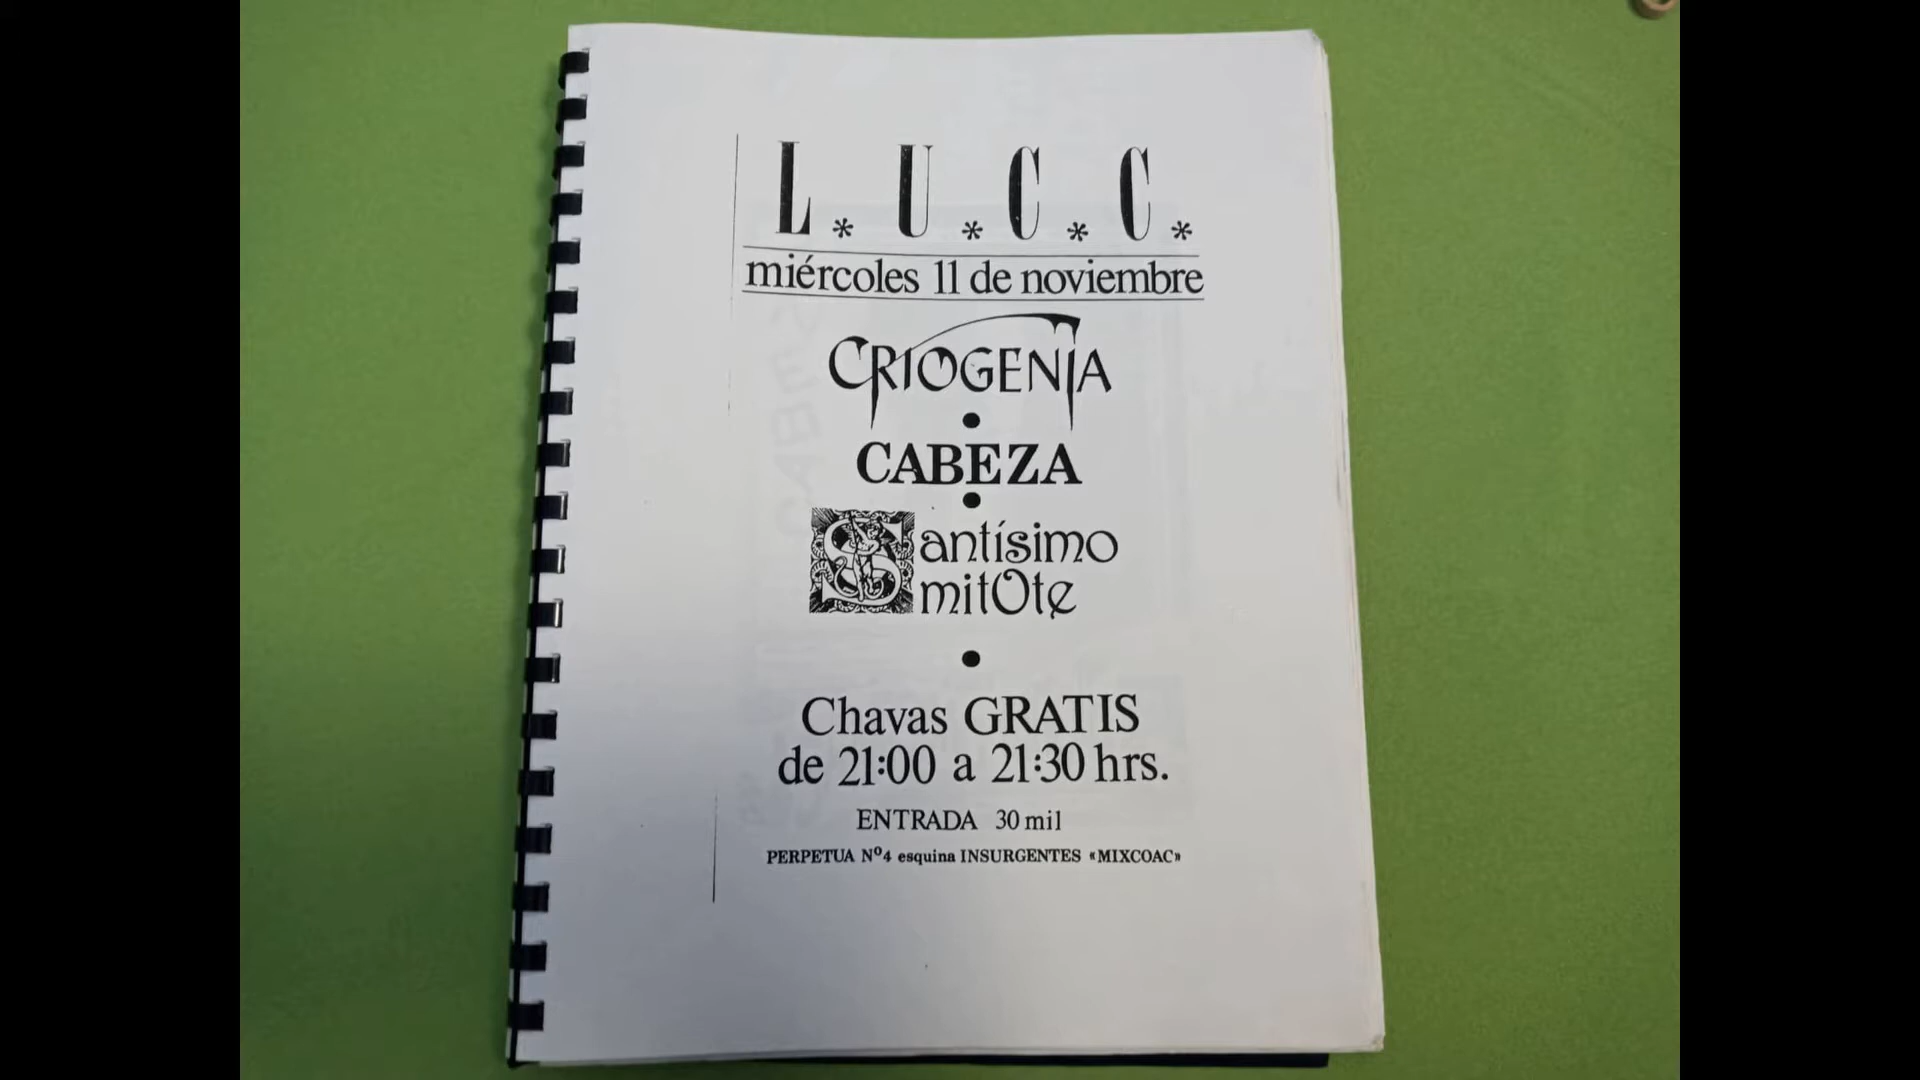 L. U. C. C.
miércoles 11 de noviembre
CRIOGENIA
CABEZA
Santísimo
mitOte
Chavas GRATIS
de 21:00 a 21:30 hrs.
ENTRADA 30 mil
PERPETUA Nº4 esquina INSURGENTES «MIXCOAC»